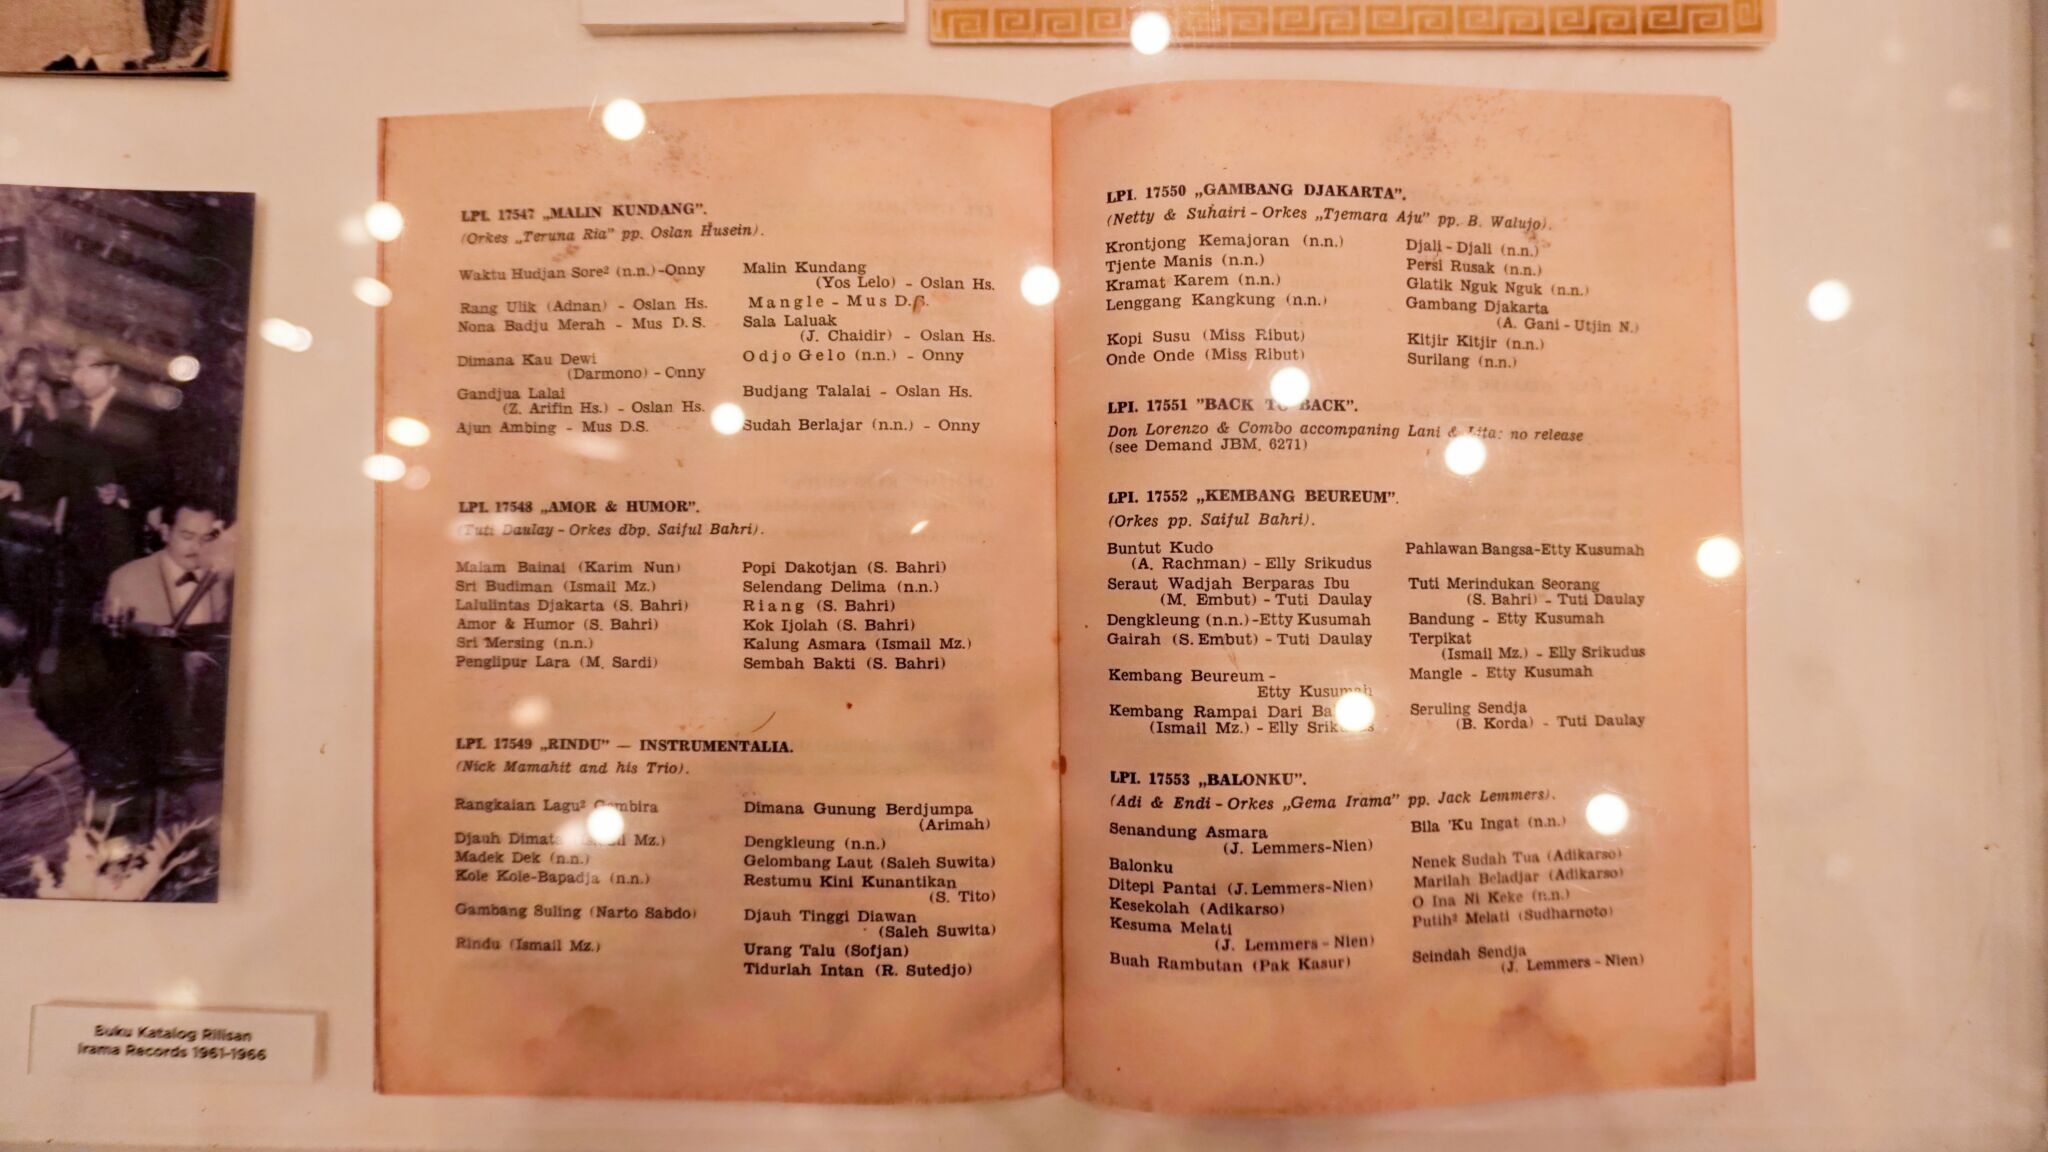 LPI. 17547 „MALIN KUNDANG”.
(Orkes „Teruna Ria” pp. Oslan Husein).
Waktu Hudjan Sore² (n.n.)-Onny
Rang Ulik (Adnan) - Oslan Hs.
Nona Badju Merah - Mus D.S.
Dimana Kau Dewi
(Darmono) - Onny
Gandjua Lalai
(Z. Arifin Hs.) - Oslan Hs.
Ajun Ambing - Mus D.S.
Malin Kundang
(Yos Lelo) - Oslan Hs.
Mangle - Mus D.S.
Sala Laluak
(J. Chaidir) - Oslan Hs.
Odjo Gelo (n.n.) - Onny
Budjang Talalai - Oslan Hs.
Sudah Berlajar (n.n.) - Onny
LPI. 17548 „AMOR & HUMOR”.
(Tuti Daulay - Orkes dbp. Saiful Bahri).
Malam Bainai (Karim Nun)
Sri Budiman (Ismail Mz.)
Lalulintas Djakarta (S. Bahri)
Amor & Humor (S. Bahri)
Sri Mersing (n.n.)
Penglipur Lara (M. Sardi)
Popi Dakotjan (S. Bahri)
Selendang Delima (n.n.)
Riang (S. Bahri)
Kok Ijolah (S. Bahri)
Kalung Asmara (Ismail Mz.)
Sembah Bakti (S. Bahri)
LPI. 17549 „RINDU” — INSTRUMENTALIA.
(Nick Mamahit and his Trio).
Rangkaian Lagu² Gembira
Djauh Dimata Mz.)
Madek Dek (n.n.)
Kole Kole-Bapadja (n.n.)
Gambang Suling (Narto Sabdo)
Rindu (Ismail Mz.)
Dimana Gunung Berdjumpa
(Arimah)
Dengkleung (n.n.)
Gelombang Laut (Saleh Suwita)
Restumu Kini Kunantikan
(S. Tito)
Djauh Tinggi Diawan
(Saleh Suwita)
Urang Talu (Sofjan)
Tidurlah Intan (R. Sutedjo)
LPI. 17550 „GAMBANG DJAKARTA”.
(Netty & Suhairi - Orkes „Tjemara Aju” pp. B. Walujo).
Krontjong Kemajoran (n.n.)
Tjente Manis (n.n.)
Kramat Karem (n.n.)
Lenggang Kangkung (n.n.)
Kopi Susu (Miss Ribut)
Onde Onde (Miss Ribut)
Djali - Djali (n.n.)
Persi Rusak (n.n.)
Glatik Nguk Nguk (n.n.)
Gambang Djakarta
(A. Gani - Utjin N.)
Kitjir Kitjir (n.n.)
Surilang (n.n.)
LPI. 17551 ”BACK TO BACK”.
Don Lorenzo & Combo accompaning Lani & Lita: no release
(see Demand JBM. 6271)
LPI. 17552 „KEMBANG BEUREUM”.
(Orkes pp. Saiful Bahri).
Buntut Kudo
(A. Rachman) - Elly Srikudus
Seraut Wadjah Berparas Ibu
(M. Embut) - Tuti Daulay
Dengkleung (n.n.) -Etty Kusumah
Gairah (S. Embut) - Tuti Daulay
Kembang Beureum -
Etty Kusumah
Kembang Rampai Dari
(Ismail Mz.) - Elly Srikudus
Pahlawan Bangsa-Etty Kusumah
Tuti Merindukan Seorang
(S. Bahri) - Tuti Daulay
Bandung - Etty Kusumah
Terpikat
(Ismail Mz.) - Elly Srikudus
Mangle - Etty Kusumah
Seruling Sendja
(B. Korda) - Tuti Daulay
LPI. 17553 „BALONKU”.
(Adi & Endi - Orkes „Gema Irama” pp. Jack Lemmers).
Senandung Asmara
(J. Lemmers-Nien)
Balonku
Ditepi Pantai (J. Lemmers-Nien)
Kesekolah (Adikarso)
Kesuma Melati
(J. Lemmers - Nien)
Buah Rambutan (Pak Kasur)
Bila 'Ku Ingat (n.n.)
Nenek Sudah Tua (Adikarso)
Marilah Beladjar (Adikarso)
O Ina Ni Keke (n.n.)
Putih² Melati (Sudharnoto)
Seindah Sendja
(J. Lemmers - Nien)
Buku Katalog Rilisan
Irama Records 1961-1966